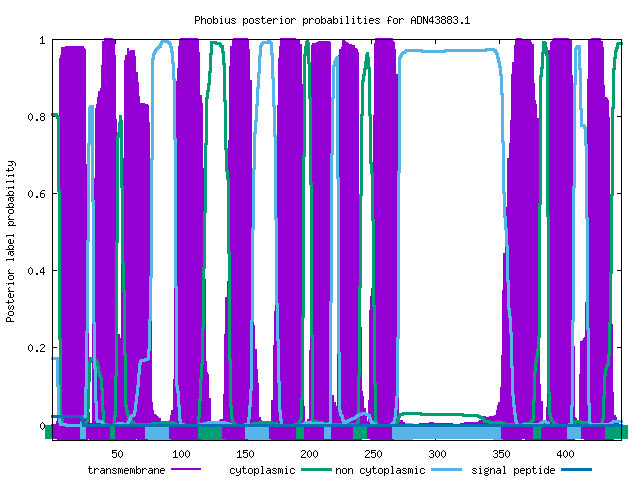 Phobius posterior probabilities for ADN43883.1
Posterior label probability
1
0.8
0.6
0.4
0.2
0
50 100 150 200 250 300 350 400
transmembrane cytoplasmic non cytoplasmic signal peptide